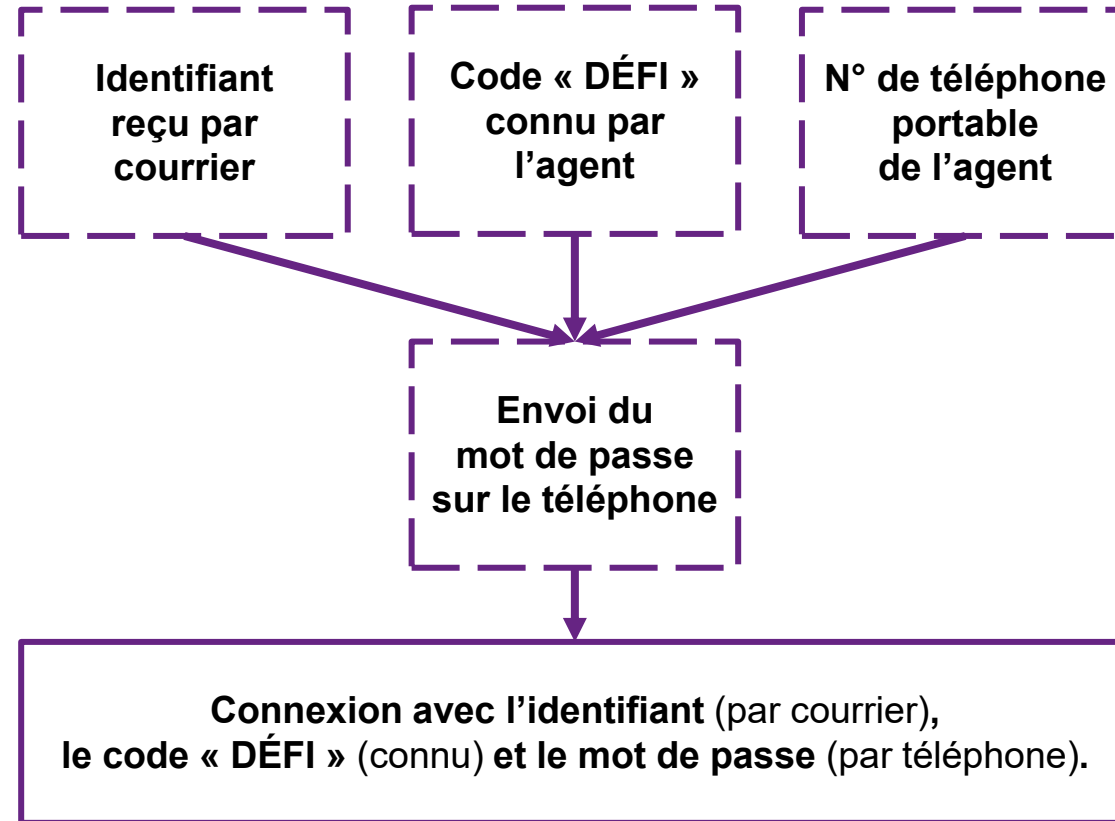 Identifiant
reçu par
courrier
Code « DÉFI »
connu par
l’agent
N° de téléphone
portable
de l’agent
Envoi du
mot de passe
sur le téléphone
Connexion avec l’identifiant (par courrier),
le code « DÉFI » (connu) et le mot de passe (par téléphone).